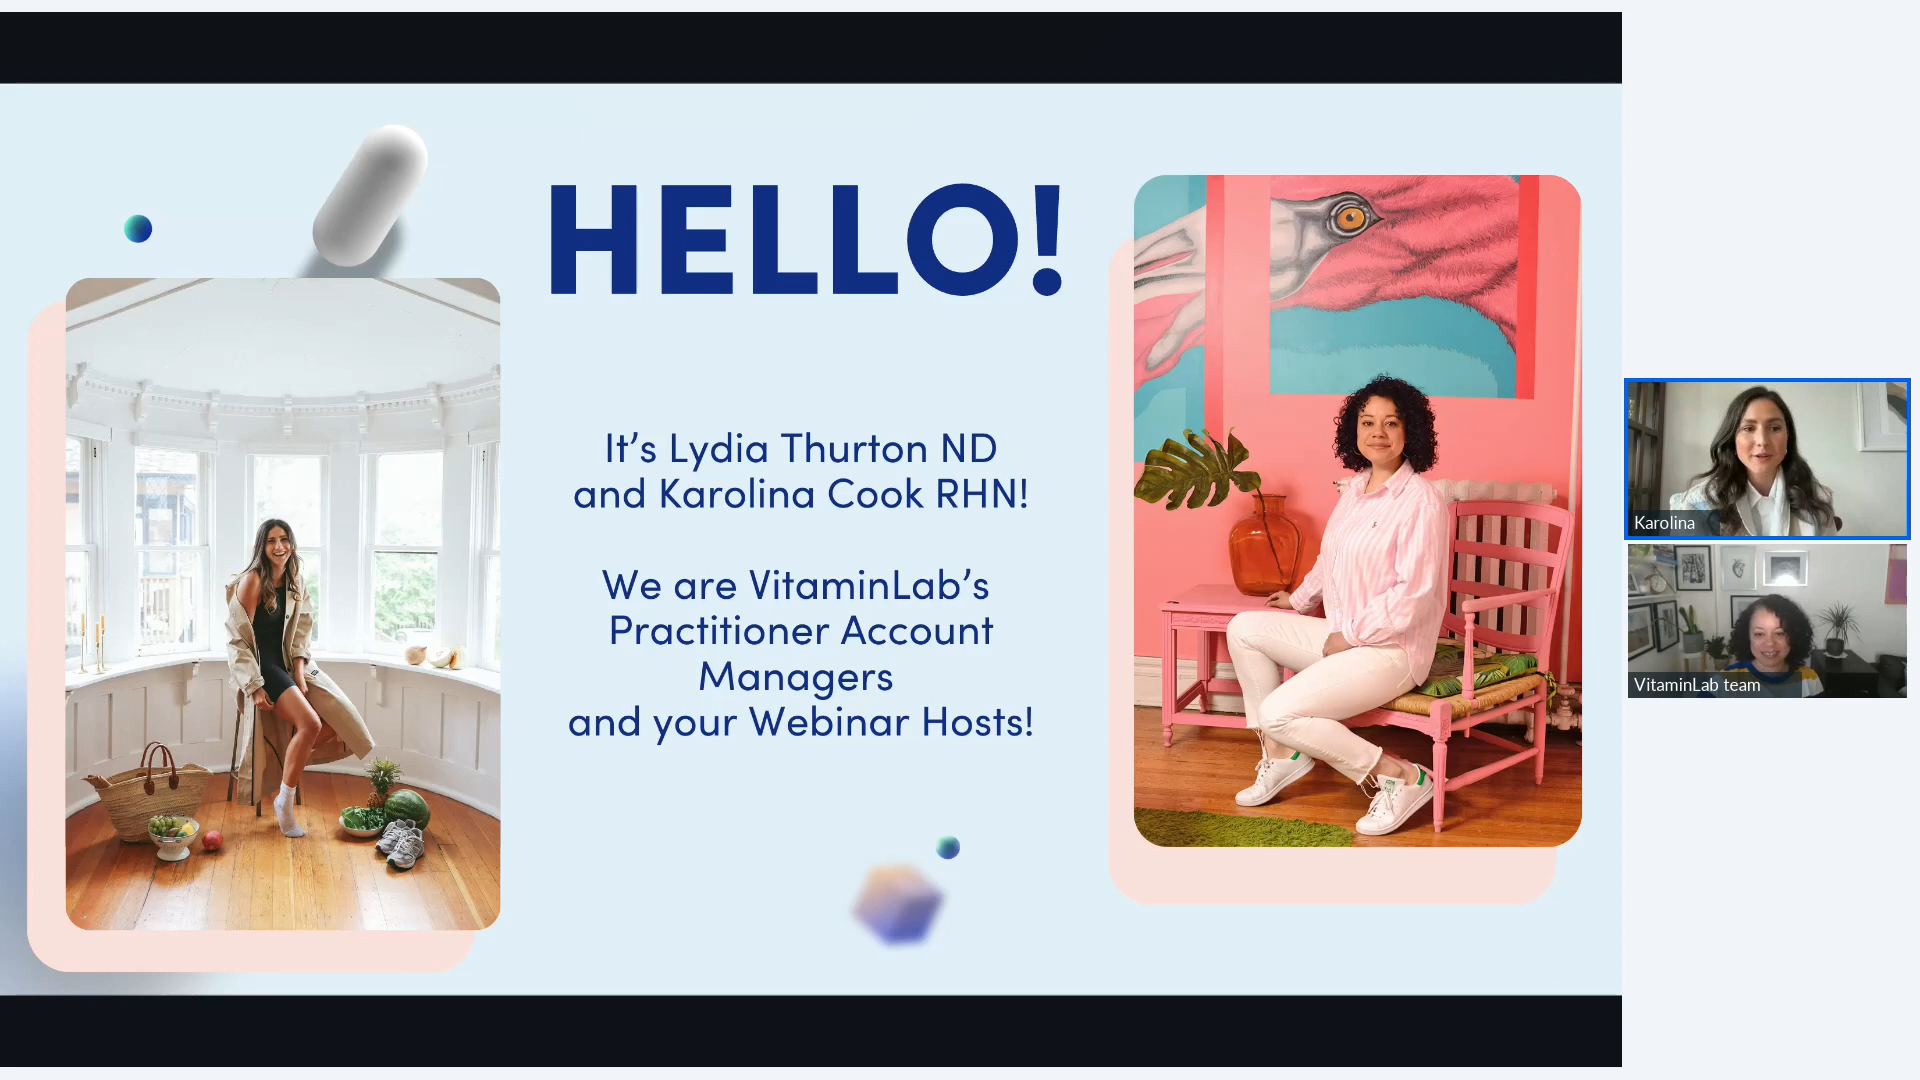 HELLO!
It’s Lydia Thurton ND
and Karolina Cook RHN!
We are VitaminLab’s
Practitioner Account
Managers
and your Webinar Hosts!
Karolina
VitaminLab team